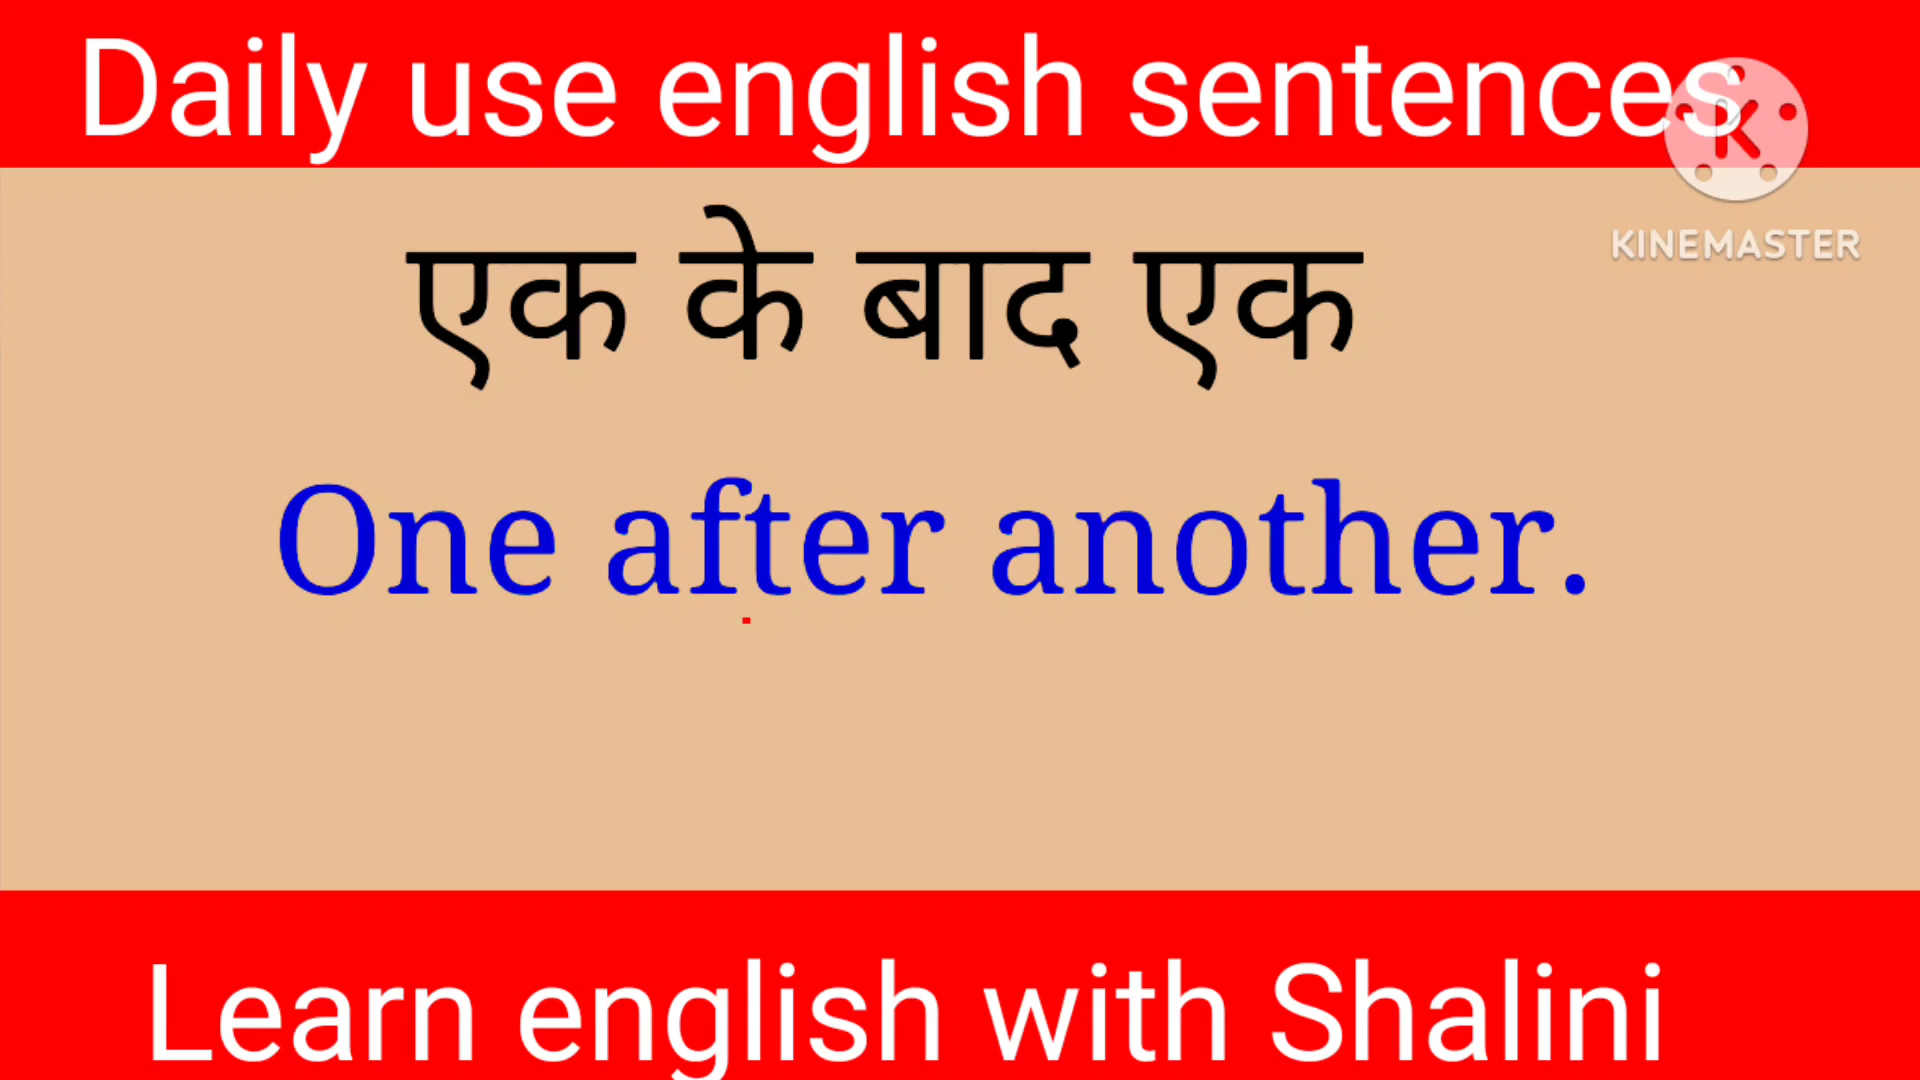 Daily use english sentences
KINEMASTER
एक के बाद एक
One after another.
Learn english with Shalini